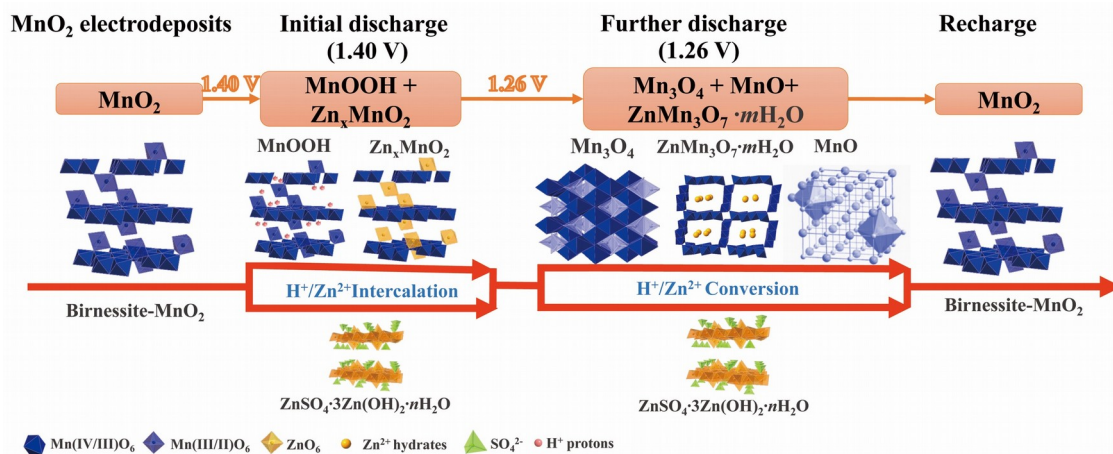 MnO₂ electrodeposits
Initial discharge
(1.40 V)
Further discharge
(1.26 V)
Recharge
MnO₂
1.40 V
MnOOH +
ZnₓMnO₂
1.26 V
Mn₃O₄ + MnO+
ZnMn₃O₇ ·mH₂O
MnO₂
MnOOH
ZnₓMnO₂
Mn₃O₄
ZnMn₃O₇·mH₂O
MnO
Birnessite-MnO₂
H⁺/Zn²⁺Intercalation
H⁺/Zn²⁺ Conversion
Birnessite-MnO₂
ZnSO₄·3Zn(OH)₂·nH₂O
ZnSO₄·3Zn(OH)₂·nH₂O
Mn(IV/III)O₆
Mn(III/II)O₆
ZnO₆
Zn²⁺ hydrates
SO₄²⁻
H⁺ protons